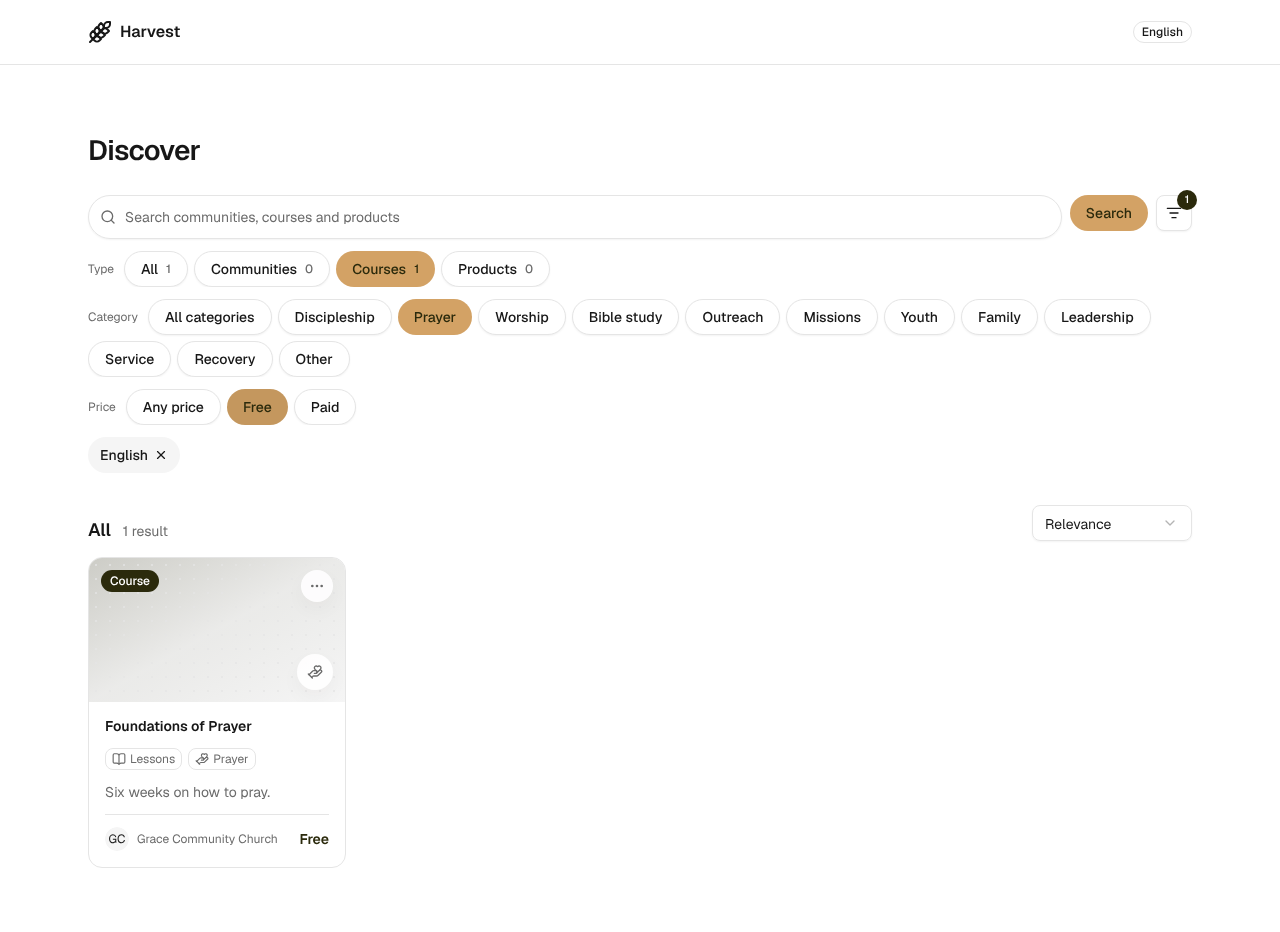 Harvest
English
Discover
Search communities, courses and products
Search
1
Type
All 1
Communities 0
Courses 1
Products 0
Category
All categories
Discipleship
Prayer
Worship
Bible study
Outreach
Missions
Youth
Family
Leadership
Service
Recovery
Other
Price
Any price
Free
Paid
English
All 1 result
Relevance
Course
Foundations of Prayer
Lessons
Prayer
Six weeks on how to pray.
GC Grace Community Church Free